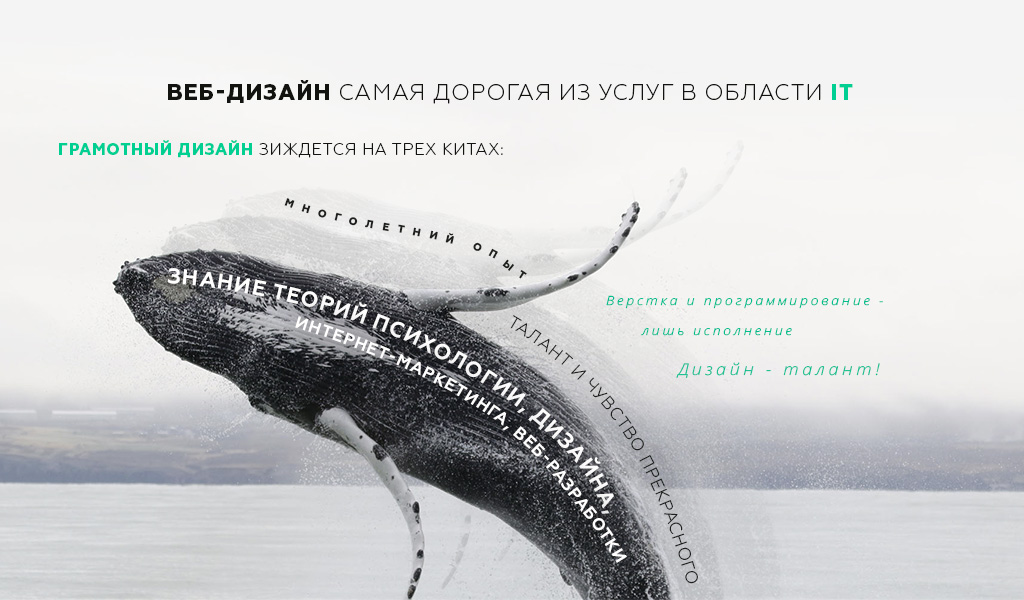 ВЕБ-ДИЗАЙН САМАЯ ДОРОГАЯ ИЗ УСЛУГ В ОБЛАСТИ IT
ГРАМОТНЫЙ ДИЗАЙН ЗИЖДЕТСЯ НА ТРЕХ КИТАХ:
МНОГОЛЕТНИЙ ОПЫТ
ЗНАНИЕ ТЕОРИЙ ПСИХОЛОГИИ, ДИЗАЙНА,
ИНТЕРНЕТ-МАРКЕТИНГА, ВЕБ-РАЗРАБОТКИ
ТАЛАНТ И ЧУВСТВО ПРЕКРАСНОГО
Верстка и программирование -
лишь исполнение
Дизайн - талант!